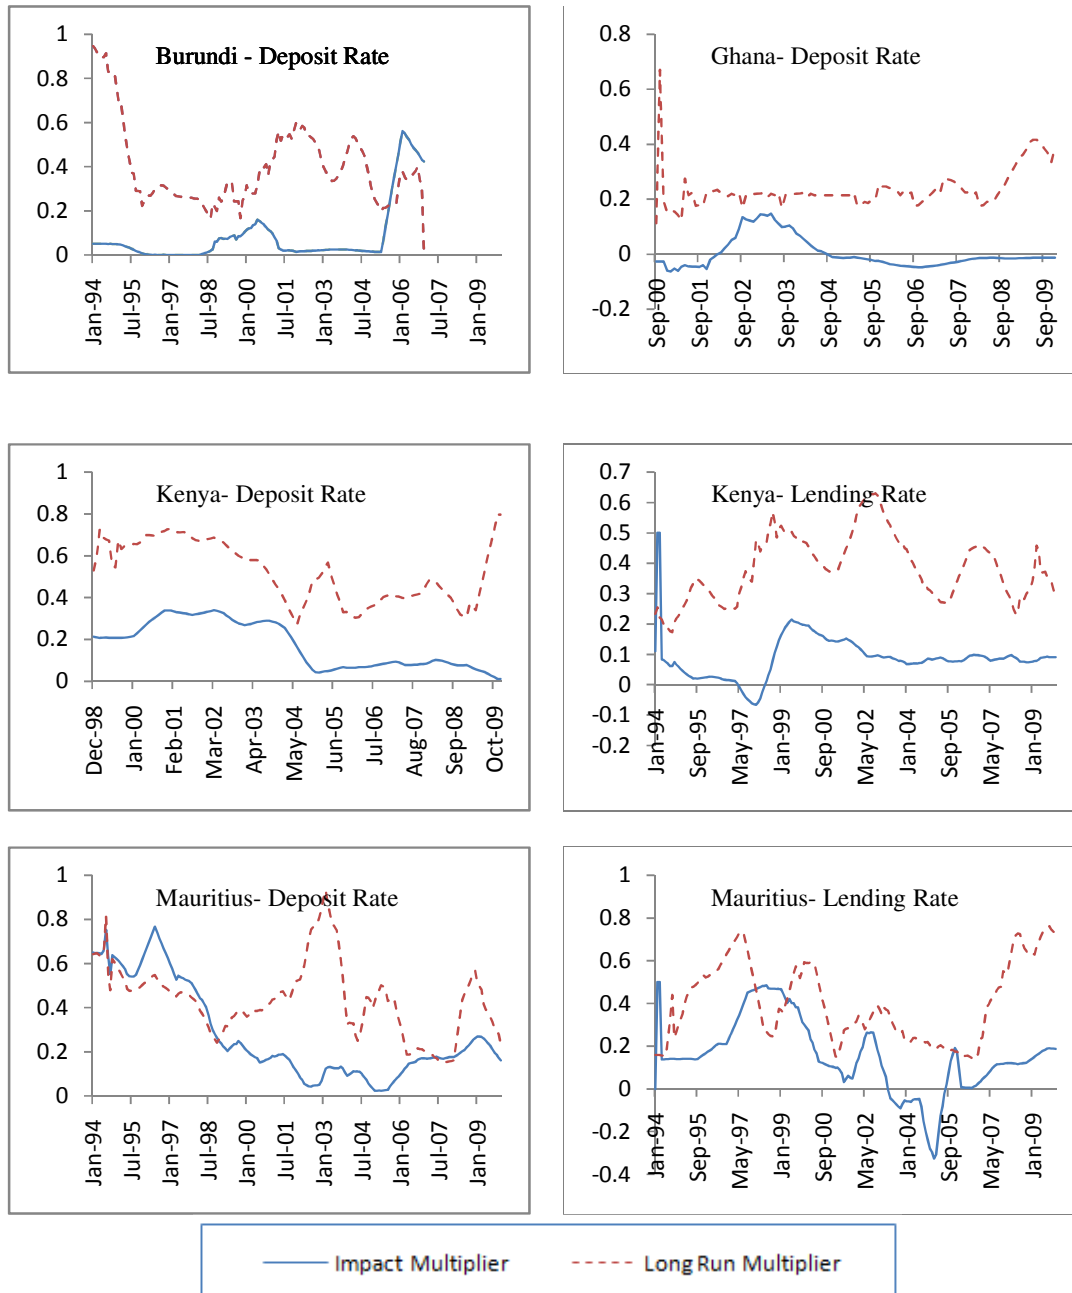 Burundi - Deposit Rate
1
0.8
0.6
0.4
0.2
0
Jan-94
Jul-95
Jan-97
Jul-98
Jan-00
Jul-01
Jan-03
Jul-04
Jan-06
Jul-07
Jan-09
Ghana- Deposit Rate
0.8
0.6
0.4
0.2
0
-0.2
Sep-00
Sep-01
Sep-02
Sep-03
Sep-04
Sep-05
Sep-06
Sep-07
Sep-08
Sep-09
Kenya- Deposit Rate
1
0.8
0.6
0.4
0.2
0
Dec-98
Jan-00
Feb-01
Mar-02
Apr-03
May-04
Jun-05
Jul-06
Aug-07
Sep-08
Oct-09
Kenya- Lending Rate
0.7
0.6
0.5
0.4
0.3
0.2
0.1
0
-0.1
-0.2
Jan-94
Sep-95
May-97
Jan-99
Sep-00
May-02
Jan-04
Sep-05
May-07
Jan-09
Mauritius- Deposit Rate
1
0.8
0.6
0.4
0.2
0
Jan-94
Jul-95
Jan-97
Jul-98
Jan-00
Jul-01
Jan-03
Jul-04
Jan-06
Jul-07
Jan-09
Mauritius- Lending Rate
1
0.8
0.6
0.4
0.2
0
-0.2
-0.4
Jan-94
Sep-95
May-97
Jan-99
Sep-00
May-02
Jan-04
Sep-05
May-07
Jan-09
Impact Multiplier
Long Run Multiplier